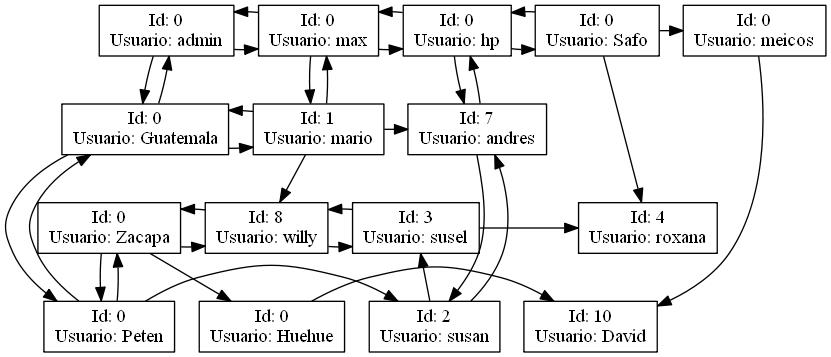 Id: 0
Usuario: admin
Id: 0
Usuario: max
Id: 0
Usuario: hp
Id: 0
Usuario: Safo
Id: 0
Usuario: meicos
Id: 0
Usuario: Guatemala
Id: 1
Usuario: mario
Id: 7
Usuario: andres
Id: 0
Usuario: Zacapa
Id: 8
Usuario: willy
Id: 3
Usuario: susel
Id: 4
Usuario: roxana
Id: 0
Usuario: Peten
Id: 0
Usuario: Huehue
Id: 2
Usuario: susan
Id: 10
Usuario: David